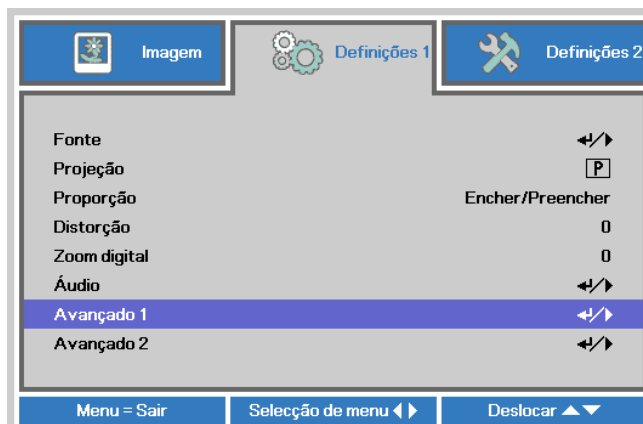 Imagem
Definições 1
Definições 2
Fonte
Projeção P
Proporção Encher/Preencher
Distorção 0
Zoom digital 0
Áudio
Avançado 1
Avançado 2
Menu = Sair
Selecção de menu
Deslocar